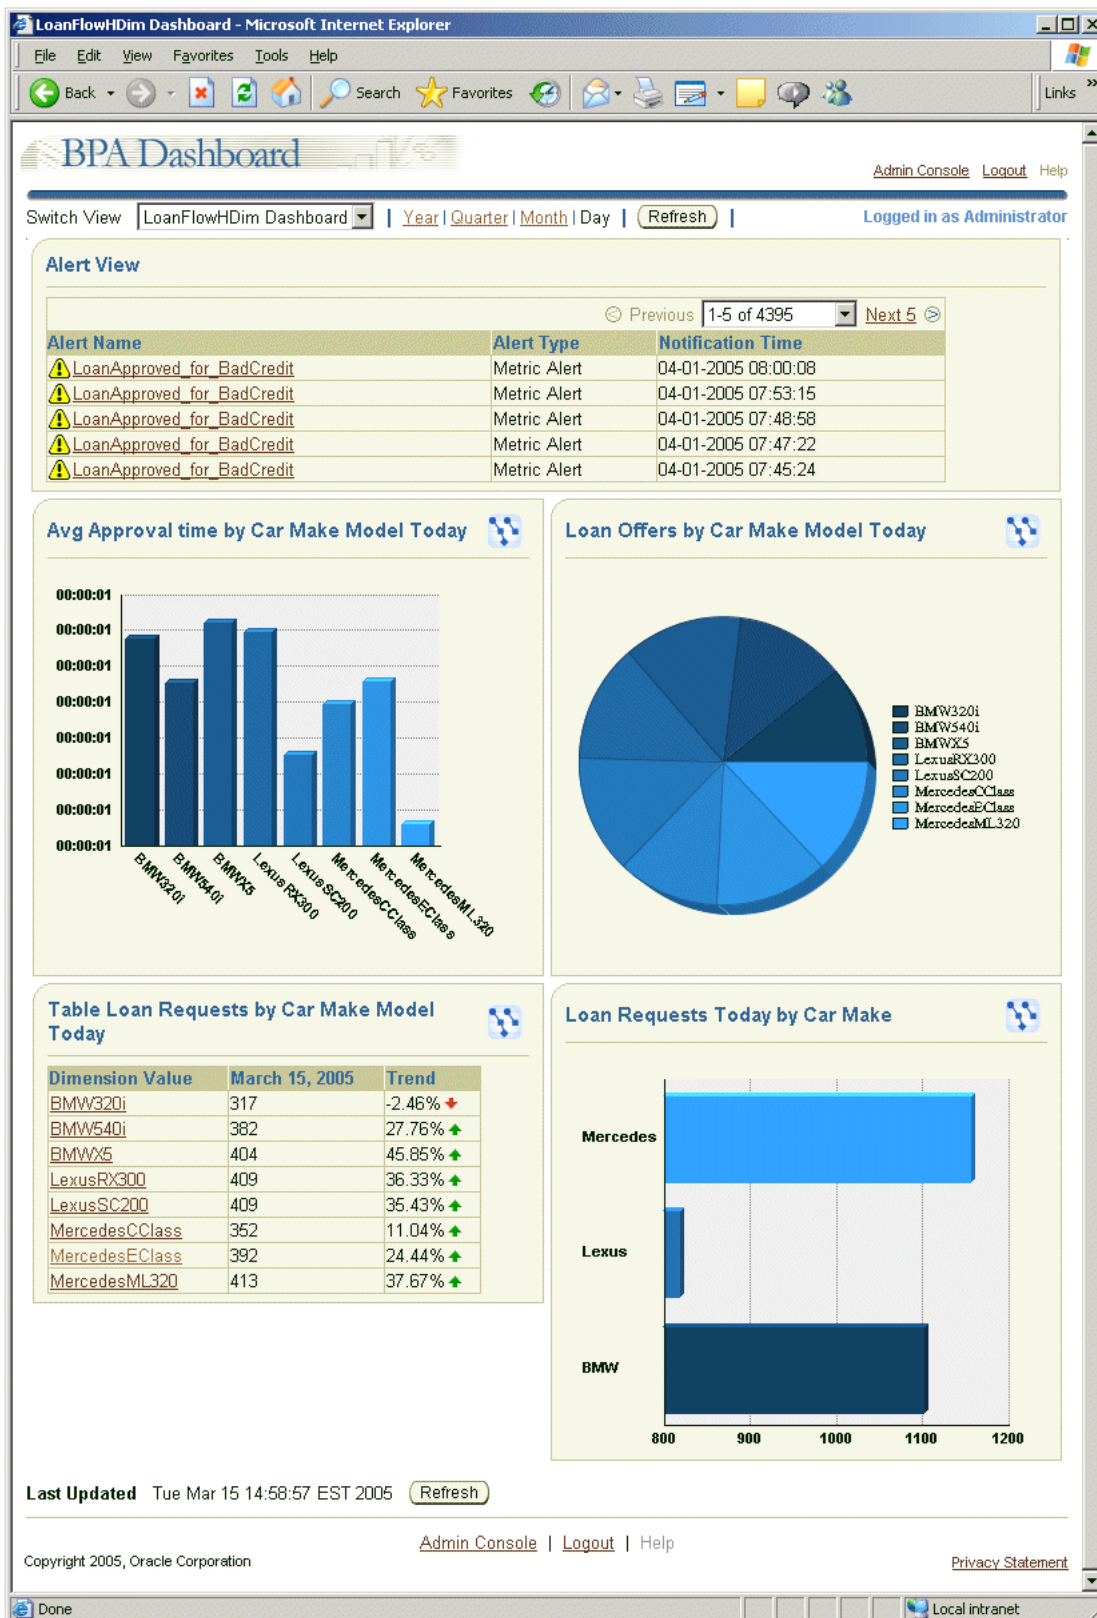 LoanFlowHDim Dashboard - Microsoft Internet Explorer
File Edit View Favorites Tools Help
Back Search Favorites Links »
BPA Dashboard
Admin Console Logout Help
Switch View LoanFlowHDim Dashboard | Year | Quarter | Month | Day | Refresh | Logged in as Administrator
Alert View
Previous 1-5 of 4395 Next 5
Alert Name Alert Type Notification Time
LoanApproved_for_BadCredit Metric Alert 04-01-2005 08:00:08
LoanApproved_for_BadCredit Metric Alert 04-01-2005 07:53:15
LoanApproved_for_BadCredit Metric Alert 04-01-2005 07:48:58
LoanApproved_for_BadCredit Metric Alert 04-01-2005 07:47:22
LoanApproved_for_BadCredit Metric Alert 04-01-2005 07:45:24
Avg Approval time by Car Make Model Today
00:00:01
00:00:01
00:00:01
00:00:01
00:00:01
00:00:01
00:00:01
00:00:01
BMW320i
BMW540i
BMWX5
LexusRX300
LexusSC200
MercedesCClass
MercedesEClass
MercedesML320
Loan Offers by Car Make Model Today
BMW320i
BMW540i
BMWX5
LexusRX300
LexusSC200
MercedesCClass
MercedesEClass
MercedesML320
Table Loan Requests by Car Make Model
Today
Dimension Value March 15, 2005 Trend
BMW320i 317 -2.46%
BMW540i 382 27.76%
BMWX5 404 45.85%
LexusRX300 409 36.33%
LexusSC200 409 35.43%
MercedesCClass 352 11.04%
MercedesEClass 392 24.44%
MercedesML320 413 37.67%
Loan Requests Today by Car Make
Mercedes
Lexus
BMW
800 900 1000 1100 1200
Last Updated Tue Mar 15 14:58:57 EST 2005 Refresh
Admin Console | Logout | Help
Copyright 2005, Oracle Corporation
Privacy Statement
Done Local intranet